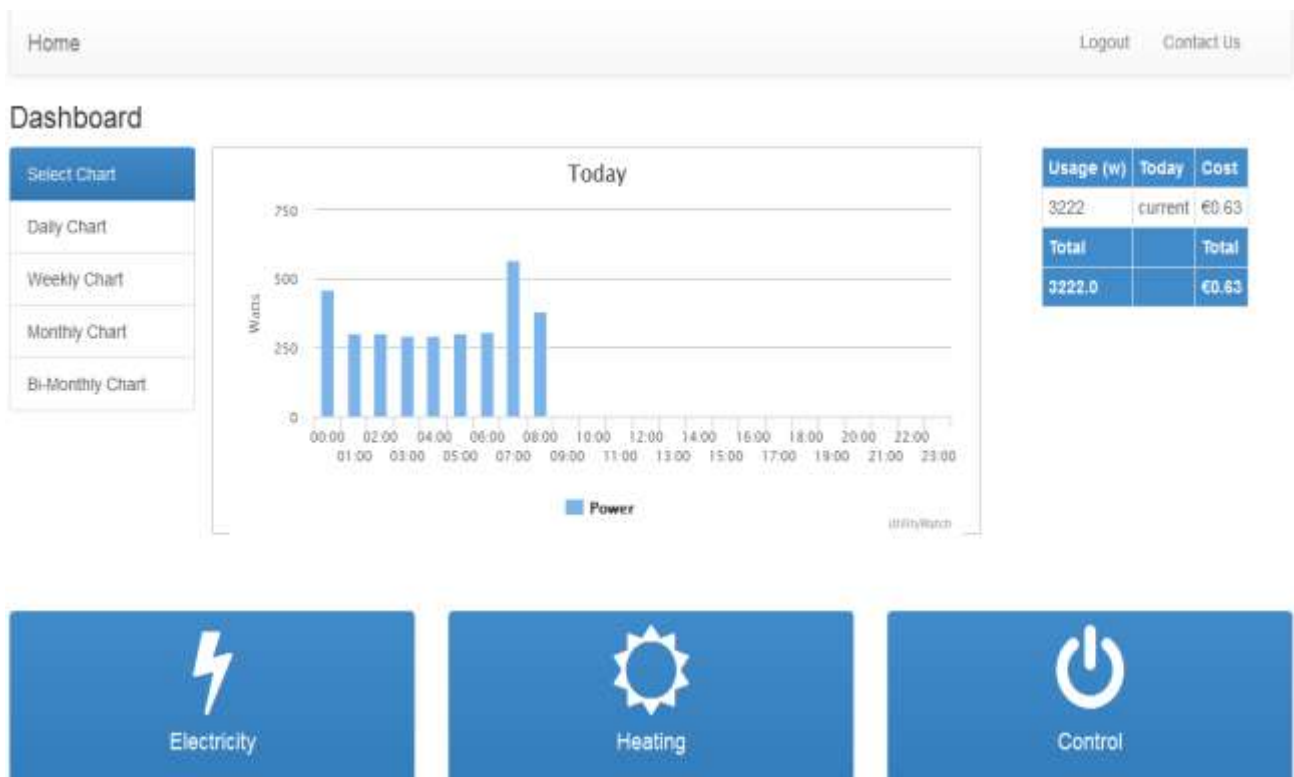 Home Logout Contact Us
Dashboard
Select Chart
Daily Chart
Weekly Chart
Monthly Chart
Bi-Monthly Chart
Today
750
500
250
0
Watts
00:00 02:00 04:00 06:00 08:00 10:00 12:00 14:00 16:00 18:00 20:00 22:00
01:00 03:00 05:00 07:00 09:00 11:00 13:00 15:00 17:00 19:00 21:00 23:00
Power
UtilityWatch
Usage (w) Today Cost
3222 current €0.63
Total Total
3222.0 €0.63
Electricity
Heating
Control